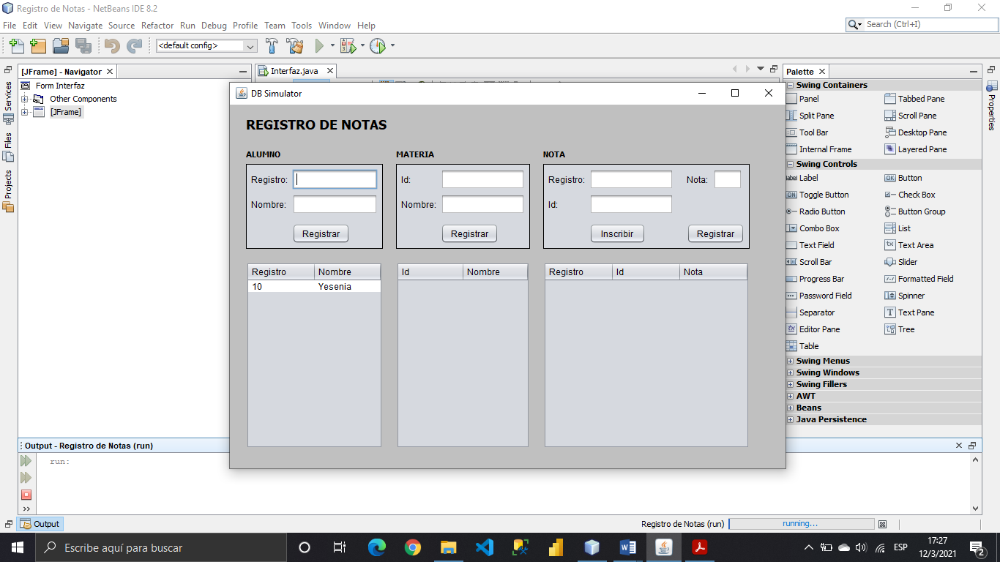 Registro de Notas - NetBeans IDE 8.2
File Edit View Navigate Source Refactor Run Debug Profile Team Tools Window Help
Search (Ctrl+I)
<default config>
[JFrame] - Navigator
Form Interfaz
Other Components
[JFrame]
Services
Files
Projects
Interfaz.java
DB Simulator
REGISTRO DE NOTAS
ALUMNO MATERIA NOTA
Registro: Id: Registro: Nota:
Nombre: Nombre: Id:
Registrar Registrar Inscribir Registrar
Registro Nombre Id Nombre Registro Id Nota
10 Yesenia
Palette
Swing Containers
Panel Tabbed Pane
Split Pane Scroll Pane
Tool Bar Desktop Pane
Internal Frame Layered Pane
Swing Controls
Label Button
Toggle Button Check Box
Radio Button Button Group
Combo Box List
Text Field Text Area
Scroll Bar Slider
Progress Bar Formatted Field
Password Field Spinner
Separator Text Pane
Editor Pane Tree
Table
Swing Menus
Swing Windows
Swing Fillers
AWT
Beans
Java Persistence
Properties
Output - Registro de Notas (run)
run:
Output
Registro de Notas (run) running...
Escribe aquí para buscar
ESP
17:27
12/3/2021
2